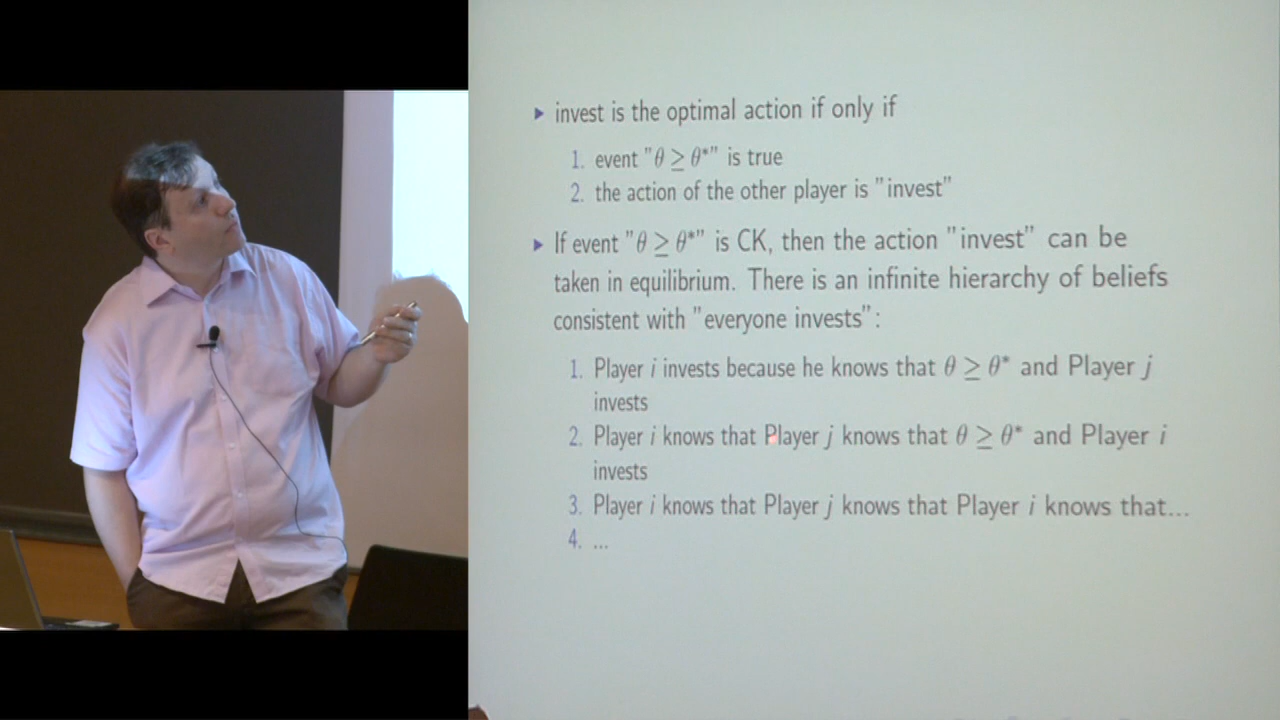 invest is the optimal action if only if
1. event "θ ≥ θ*" is true
2. the action of the other player is "invest"
If event "θ ≥ θ*" is CK, then the action "invest" can be
taken in equilibrium. There is an infinite hierarchy of beliefs
consistent with "everyone invests":
1. Player i invests because he knows that θ ≥ θ* and Player j
invests
2. Player i knows that Player j knows that θ ≥ θ* and Player i
invests
3. Player i knows that Player j knows that Player i knows that...
4. ...